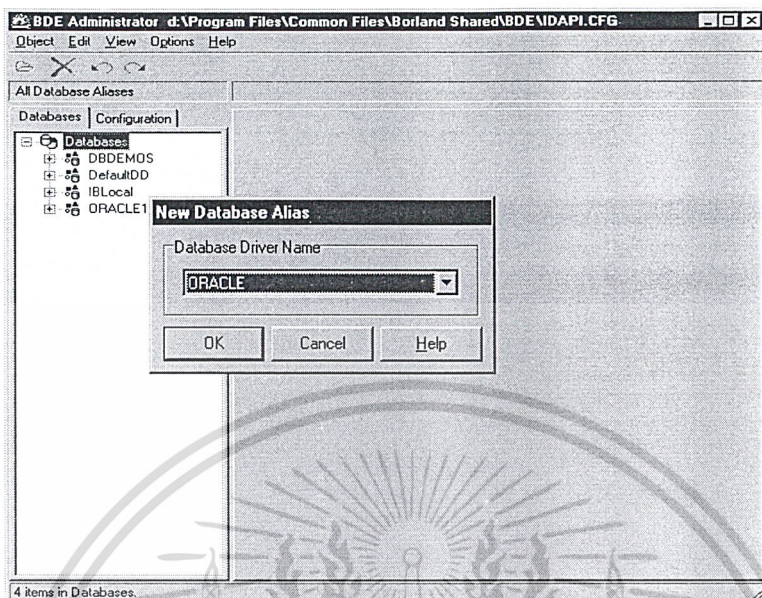 BDE Administrator d:\Program Files\Common Files\Borland Shared\BDE\IDAPI.CFG
Object Edit View Options Help
All Database Aliases
Databases Configuration
Databases
DBDEMOS
DefaultDD
IBLocal
ORACLE1
New Database Alias
Database Driver Name
ORACLE
OK Cancel Help
4 items in Databases.